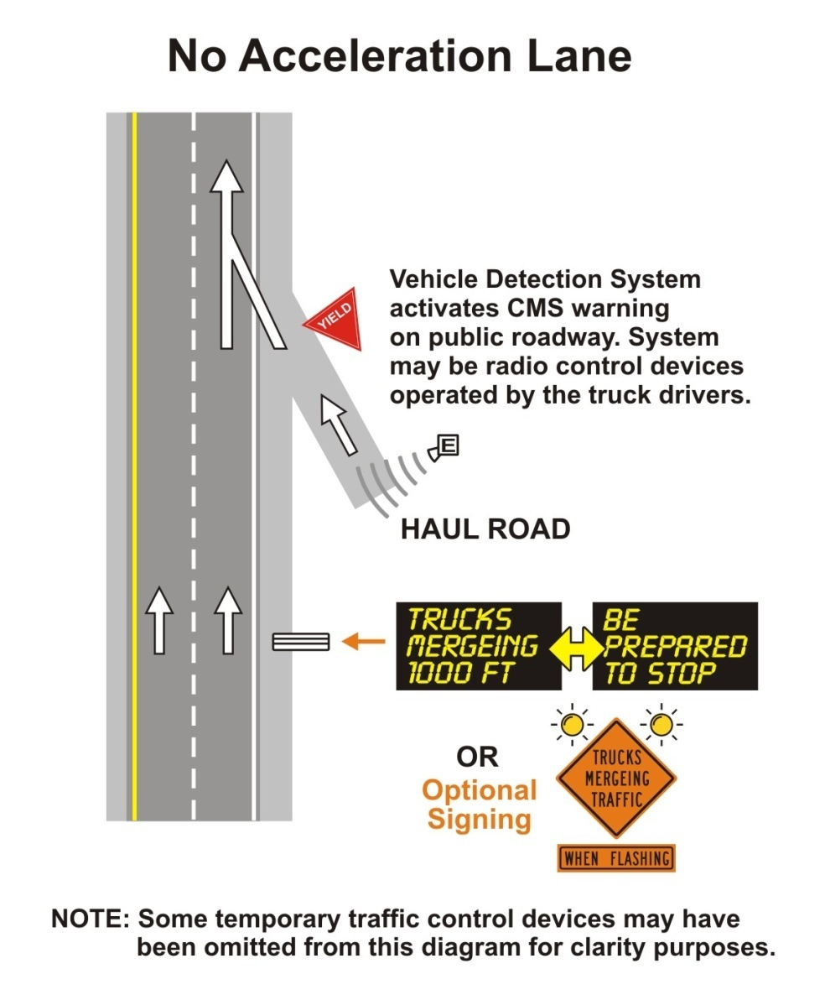 No Acceleration Lane
YIELD
Vehicle Detection System
activates CMS warning
on public roadway. System
may be radio control devices
operated by the truck drivers.
E
HAUL ROAD
TRUCKS
MERGEING
1000 FT
BE
PREPARED
TO STOP
OR
Optional
Signing
TRUCKS
MERGEING
TRAFFIC
WHEN FLASHING
NOTE: Some temporary traffic control devices may have
been omitted from this diagram for clarity purposes.